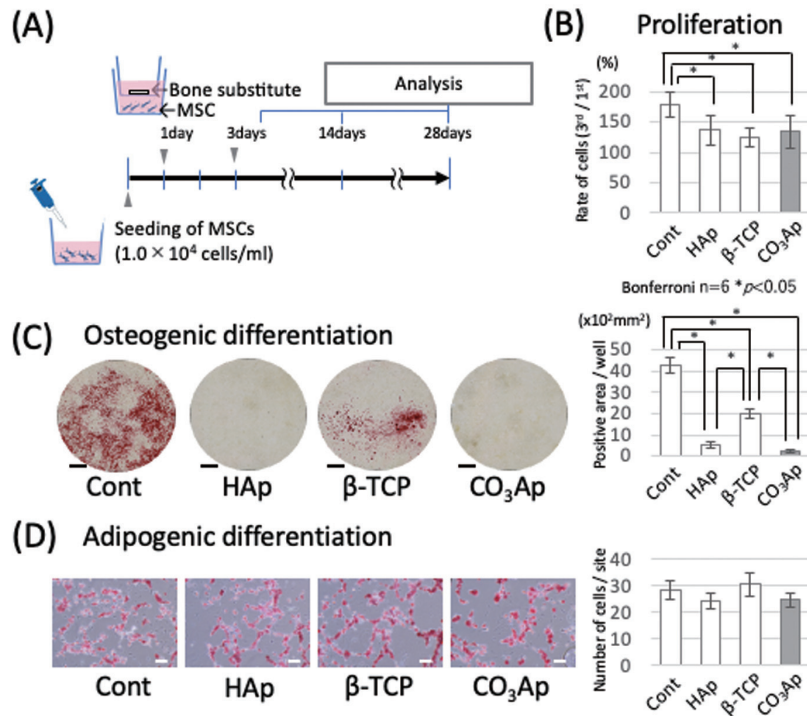 (A)
Bone substitute
MSC
Analysis
1day
3days
14days
28days
Seeding of MSCs
(1.0 × 10⁴ cells/ml)
(B)
Proliferation
(%)
Rate of cells (3rd / 1st)
200
150
100
50
0
* * *
Cont HAp β-TCP CO₃Ap
Bonferroni n=6 *p<0.05
(C) Osteogenic differentiation
Cont HAp β-TCP CO₃Ap
(x10²mm²)
Positive area / well
50
40
30
20
10
0
* * * * *
Cont HAp β-TCP CO₃Ap
(D) Adipogenic differentiation
Cont HAp β-TCP CO₃Ap
Number of cells / site
40
30
20
10
0
Cont HAp β-TCP CO₃Ap